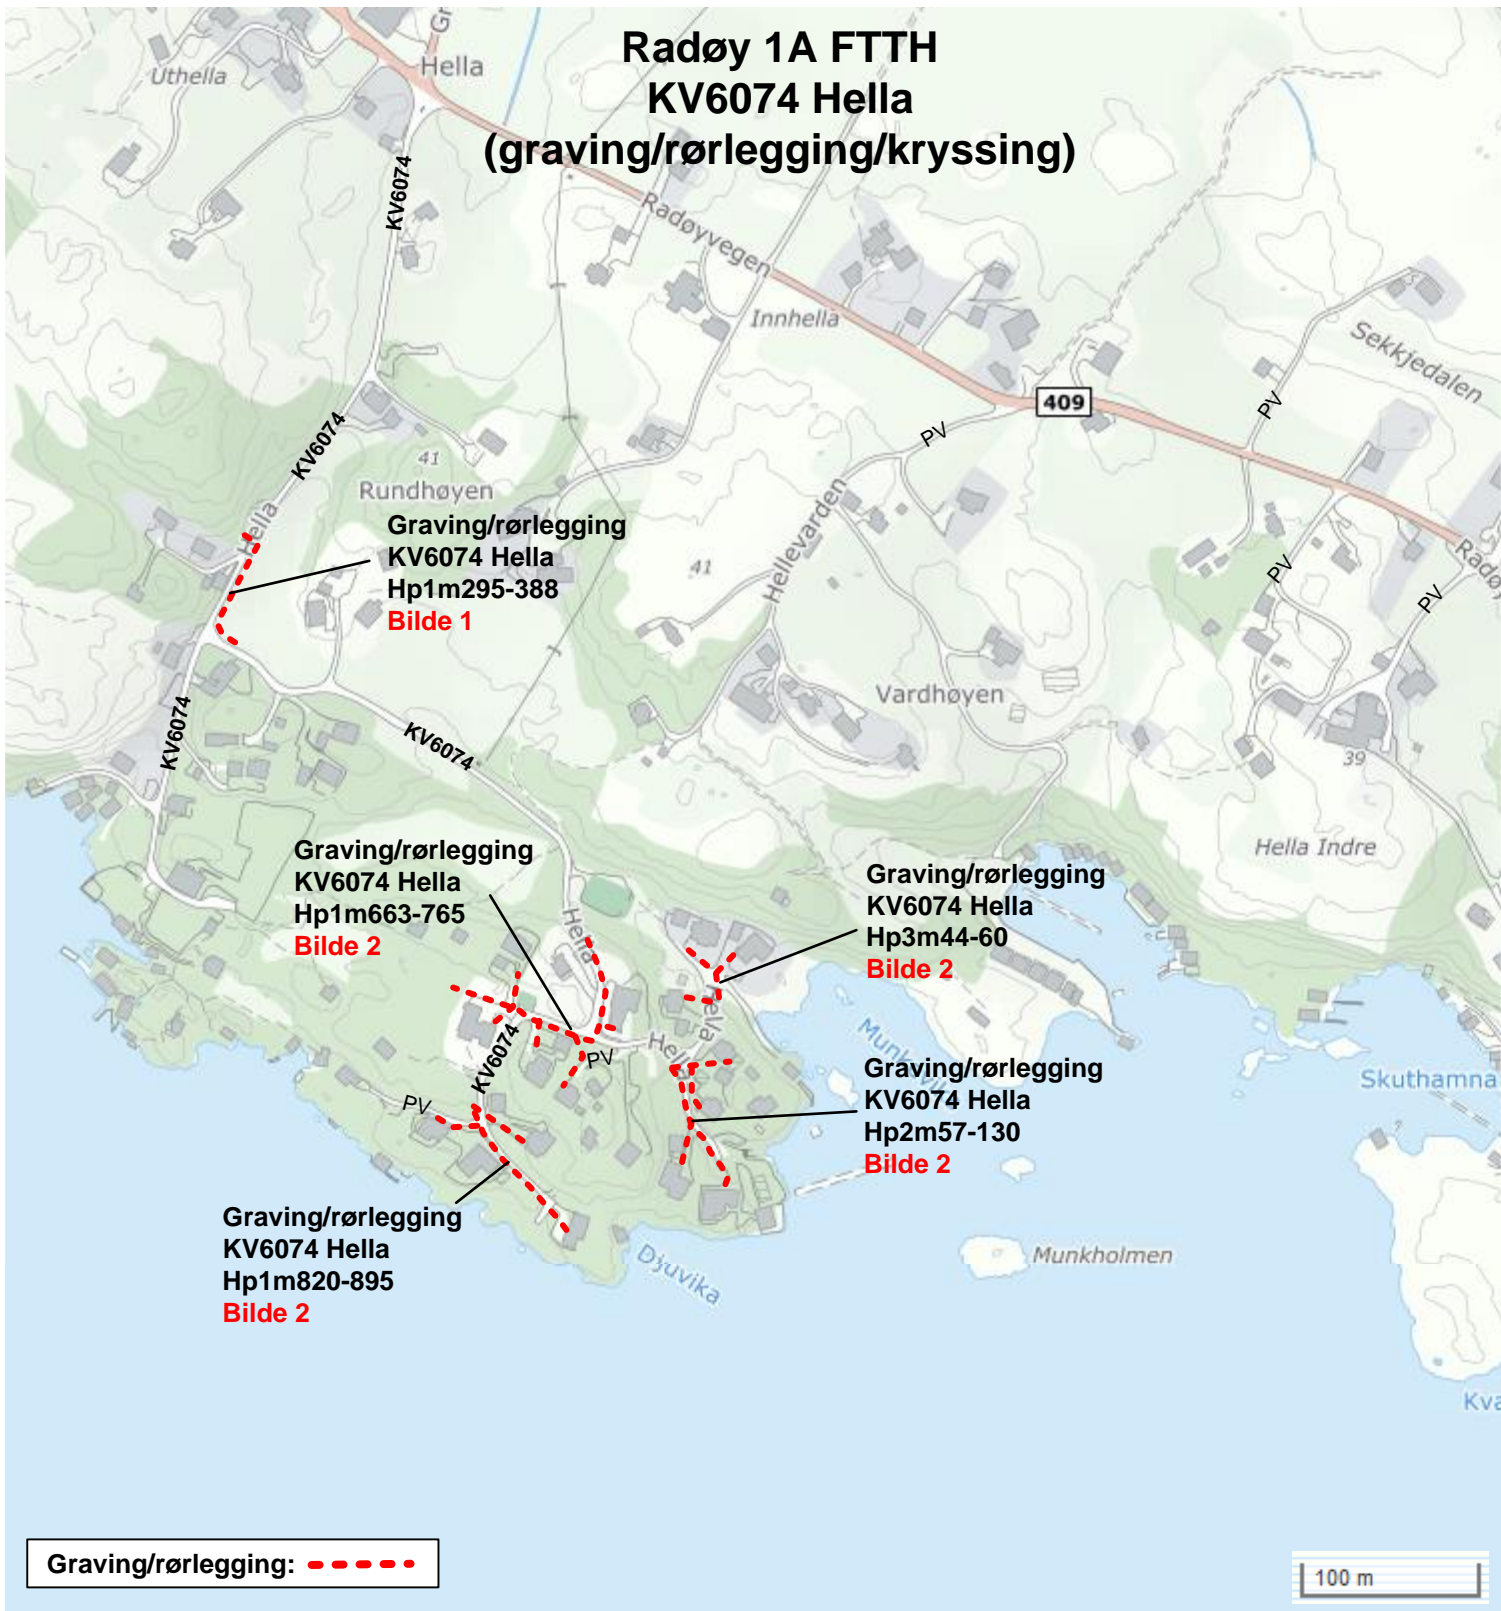 Radøy 1A FTTH
KV6074 Hella
(graving/rørlegging/kryssing)
Uthella
Gr
Hella
KV6074
Radøyvegen
Innhella
Sekkjedalen
409
PV
PV
KV6074
41
Rundhøyen
Hella
Graving/rørlegging
KV6074 Hella
Hp1m295-388
Bilde 1
Hellevarden
41
PV
PV
Radøy
KV6074
KV6074
Vardhøyen
39
Hella Indre
Graving/rørlegging
KV6074 Hella
Hp1m663-765
Bilde 2
Graving/rørlegging
KV6074 Hella
Hp3m44-60
Bilde 2
Hella
Hella
Hella
KV6074
PV
PV
Graving/rørlegging
KV6074 Hella
Hp2m57-130
Bilde 2
Skuthamna
Graving/rørlegging
KV6074 Hella
Hp1m820-895
Bilde 2
Djuvika
Munkholmen
Kva
Graving/rørlegging:
100 m